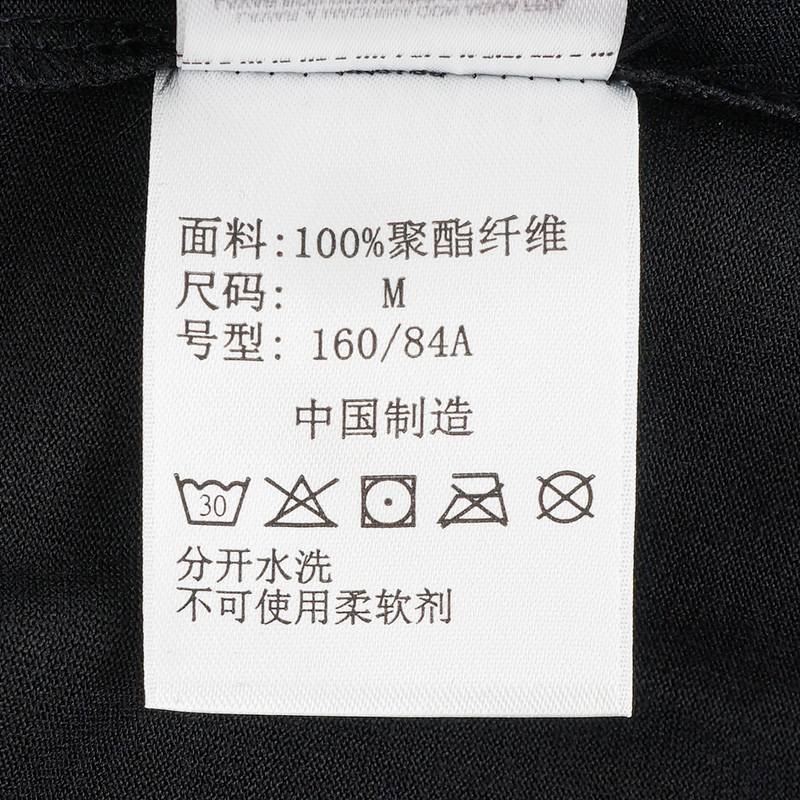 面料:100%聚酯纤维
尺码: M
号型: 160/84A
中国制造
30
分开水洗
不可使用柔软剂